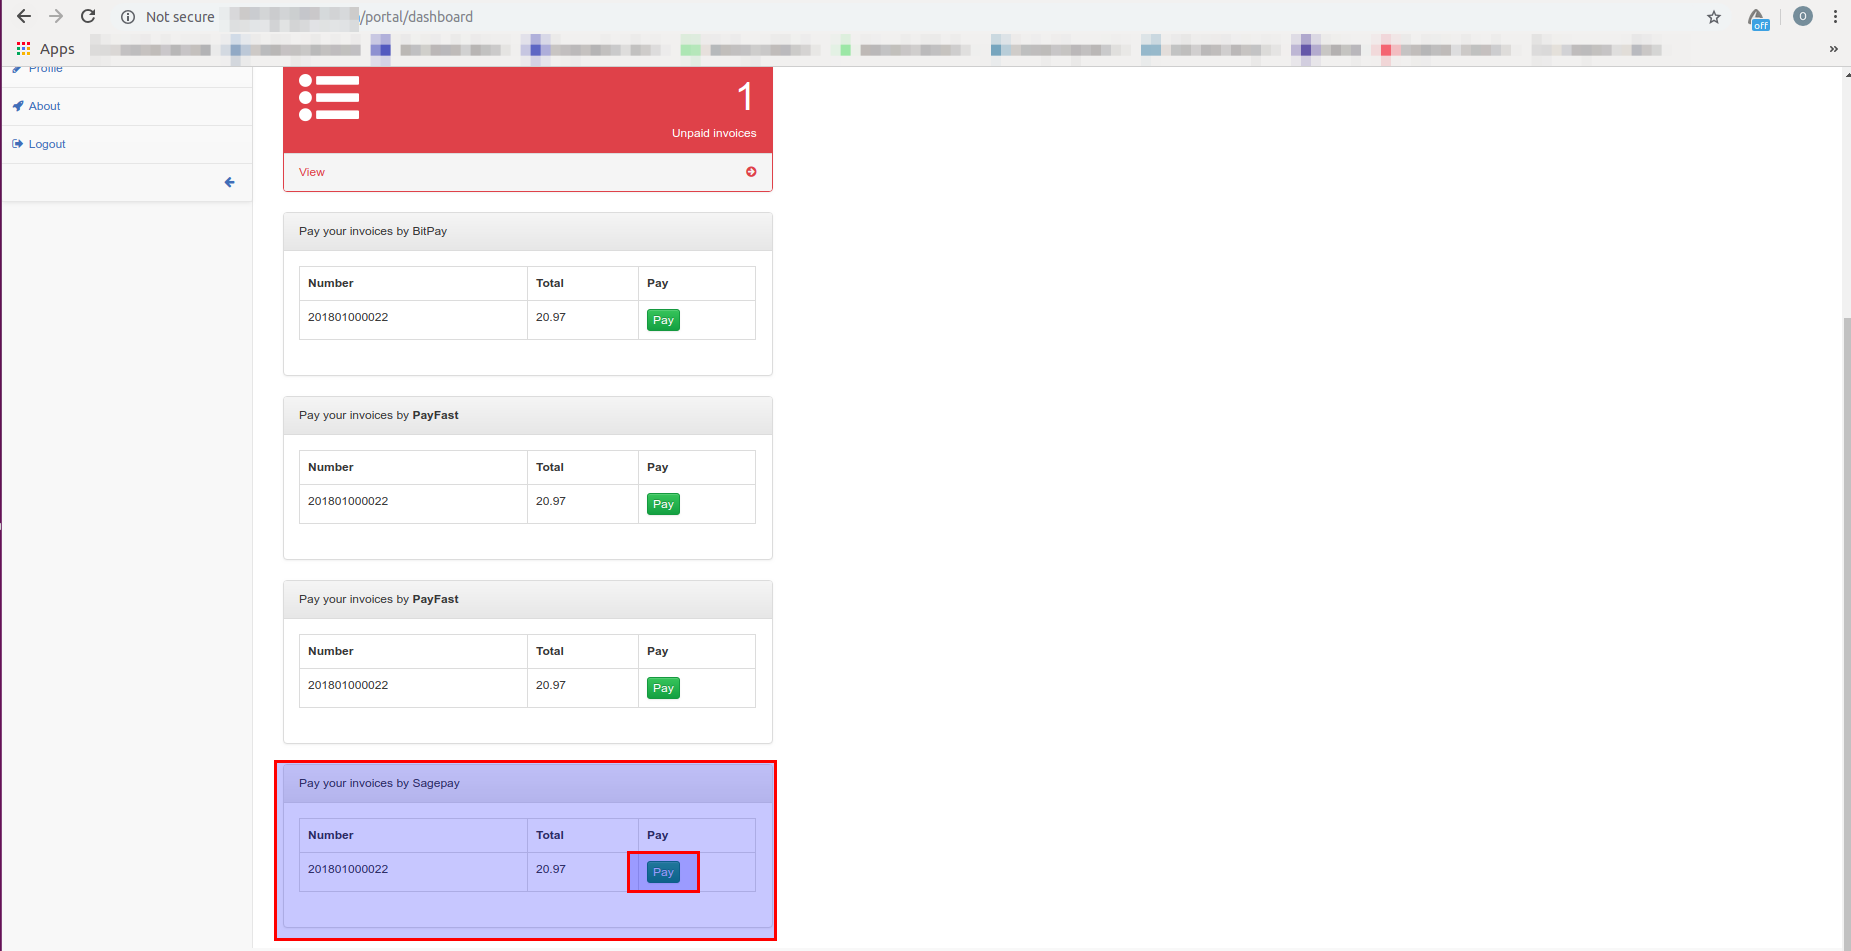 Not secure /portal/dashboard
off
O
Apps
»
Profile
About
Logout
1
Unpaid invoices
View
Pay your invoices by BitPay
Number Total Pay
201801000022 20.97 Pay
Pay your invoices by PayFast
Number Total Pay
201801000022 20.97 Pay
Pay your invoices by PayFast
Number Total Pay
201801000022 20.97 Pay
Pay your invoices by Sagepay
Number Total Pay
201801000022 20.97 Pay